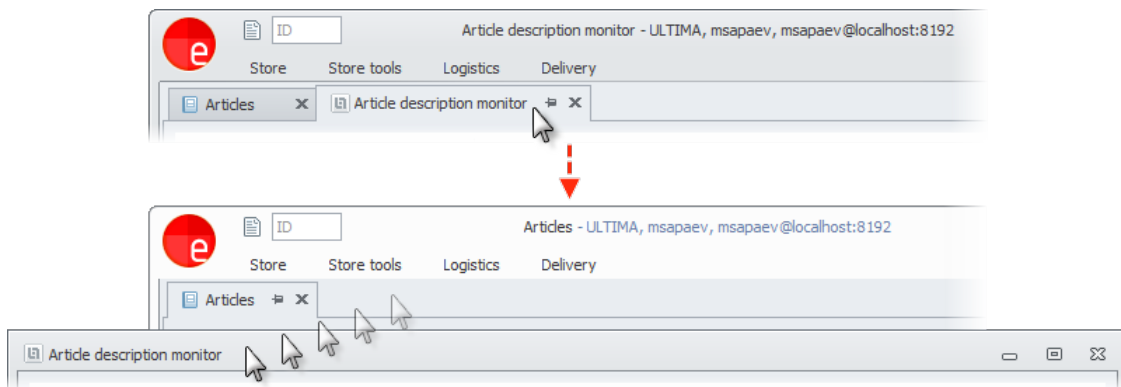 e
ID
Article description monitor - ULTIMA, msapaev, msapaev@localhost:8192
Store Store tools Logistics Delivery
Articles Article description monitor
e
ID
Articles - ULTIMA, msapaev, msapaev@localhost:8192
Store Store tools Logistics Delivery
Articles
Article description monitor